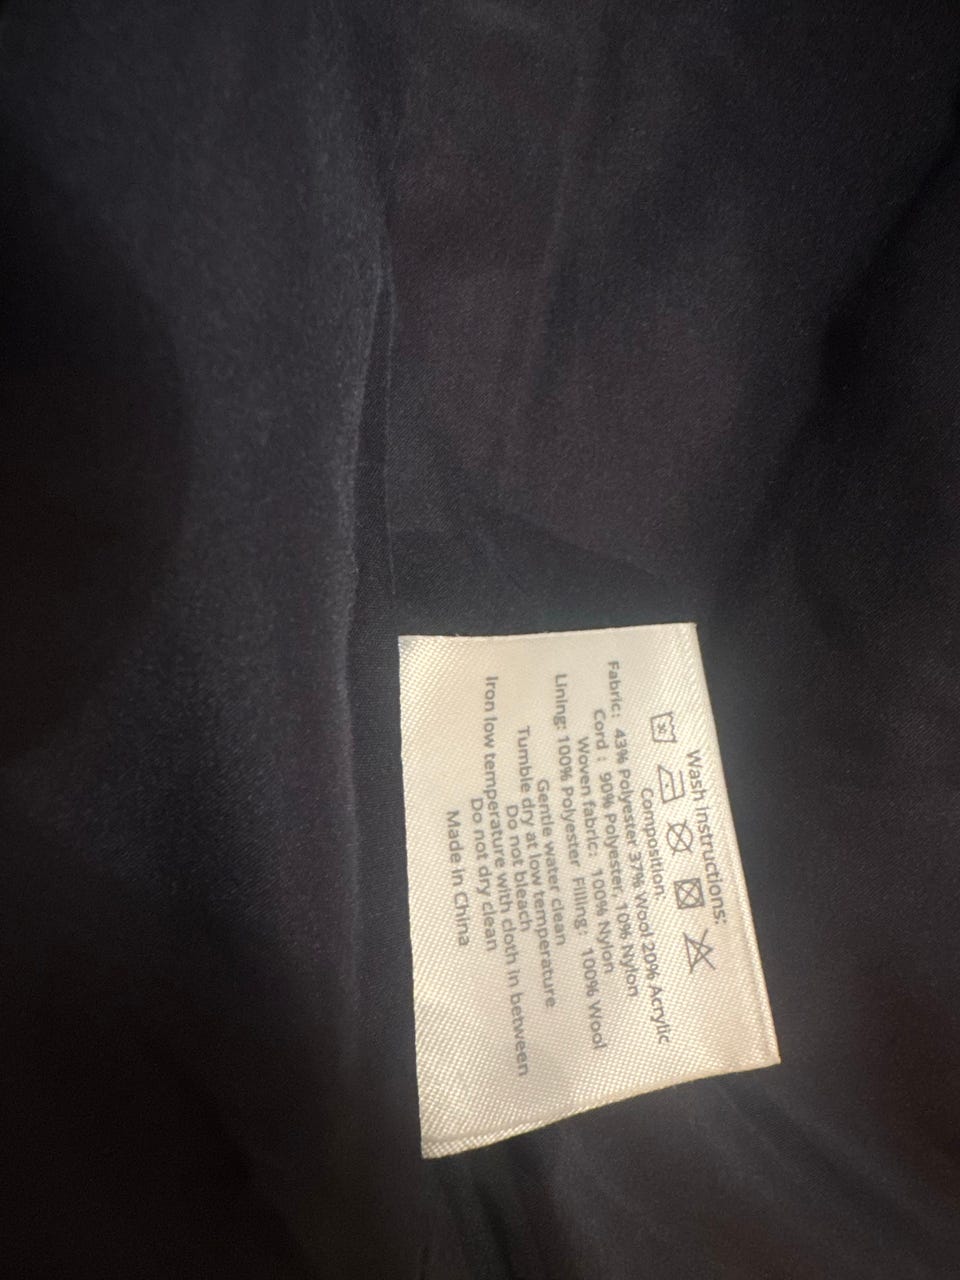 Wash instructions:
30
Composition:
Fabric: 43% Polyester 37% Wool 20% Acrylic
Cord : 90% Polyester, 10% Nylon
Woven fabric: 100% Nylon
Lining: 100% Polyester Filling: 100% Wool
Gentle water clean
Tumble dry at low temperature
Do not bleach
Iron low temperature with cloth in between
Do not dry clean
Made in China